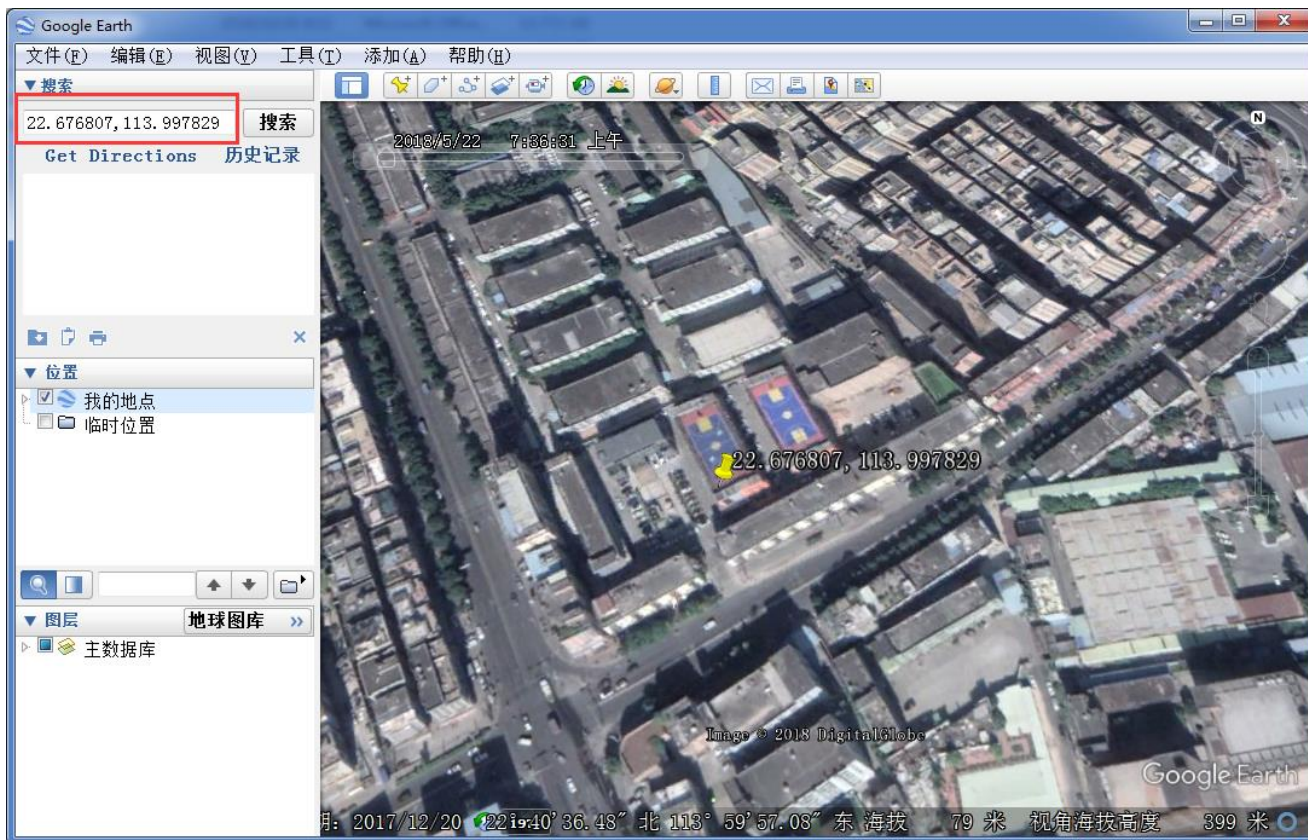 Google Earth
文件(F) 编辑(E) 视图(V) 工具(T) 添加(A) 帮助(H)
▼搜索
22.676807,113.997829 搜索
Get Directions 历史记录
2018/5/22 7:36:31 上午
N
22.676807, 113.997829
▼ 位置
我的地点
临时位置
▼ 图层 地球图库 »
主数据库
Image © 2018 DigitalGlobe
Google Earth
期: 2017/12/20 22° 40′36.48″ 北 113° 59′57.08″ 东 海拔 79 米 视角海拔高度 399 米